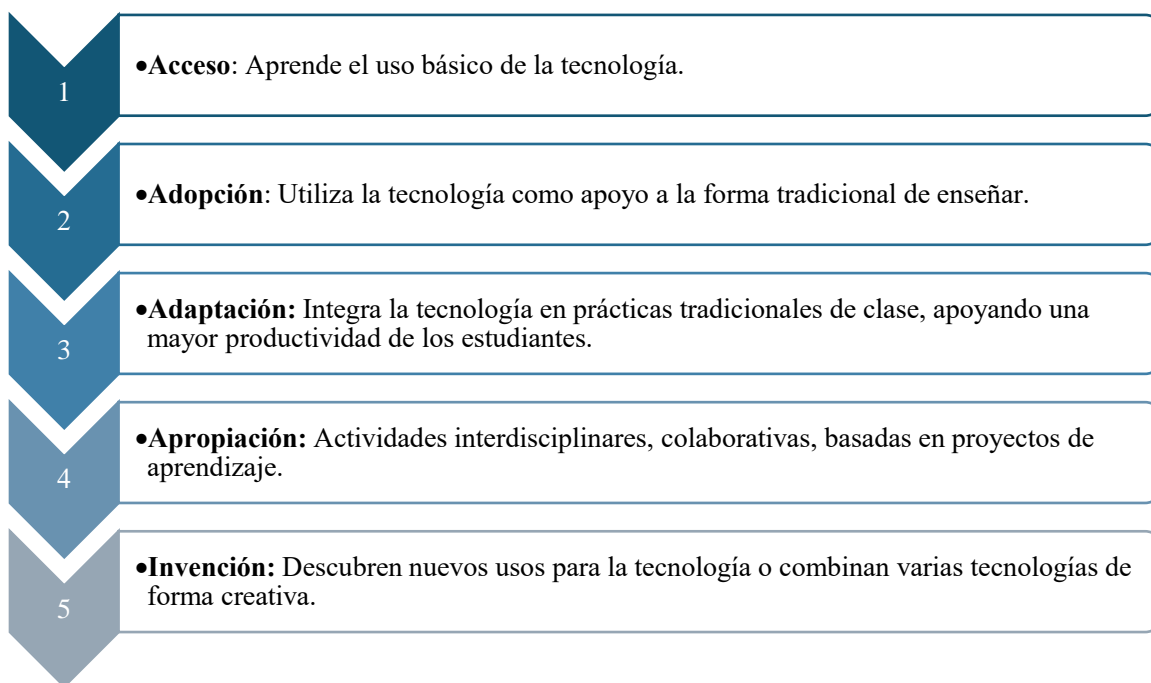 1
•Acceso: Aprende el uso básico de la tecnología.
2
•Adopción: Utiliza la tecnología como apoyo a la forma tradicional de enseñar.
3
•Adaptación: Integra la tecnología en prácticas tradicionales de clase, apoyando una
mayor productividad de los estudiantes.
4
•Apropiación: Actividades interdisciplinares, colaborativas, basadas en proyectos de
aprendizaje.
5
•Invención: Descubren nuevos usos para la tecnología o combinan varias tecnologías de
forma creativa.